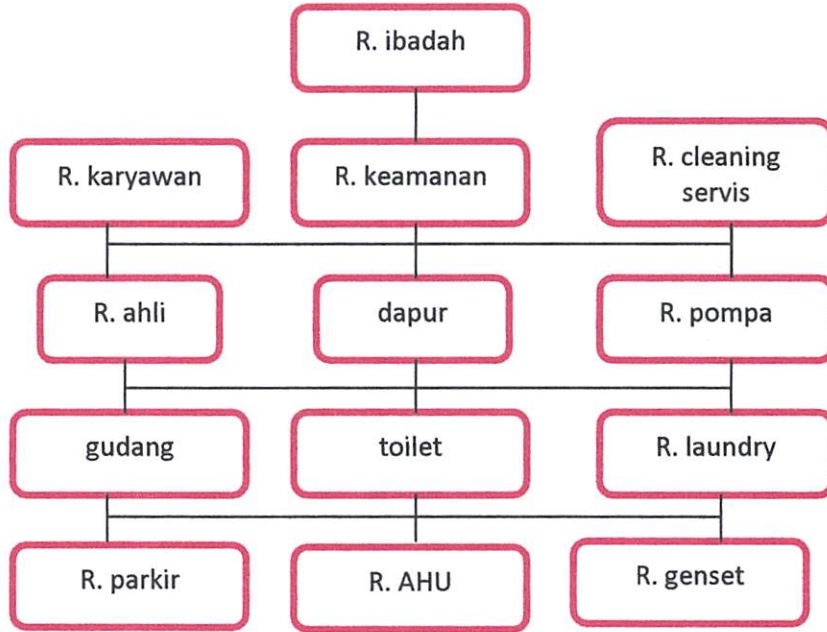 R. ibadah
R. karyawan
R. keamanan
R. cleaning
servis
R. ahli
dapur
R. pompa
gudang
toilet
R. laundry
R. parkir
R. AHU
R. genset